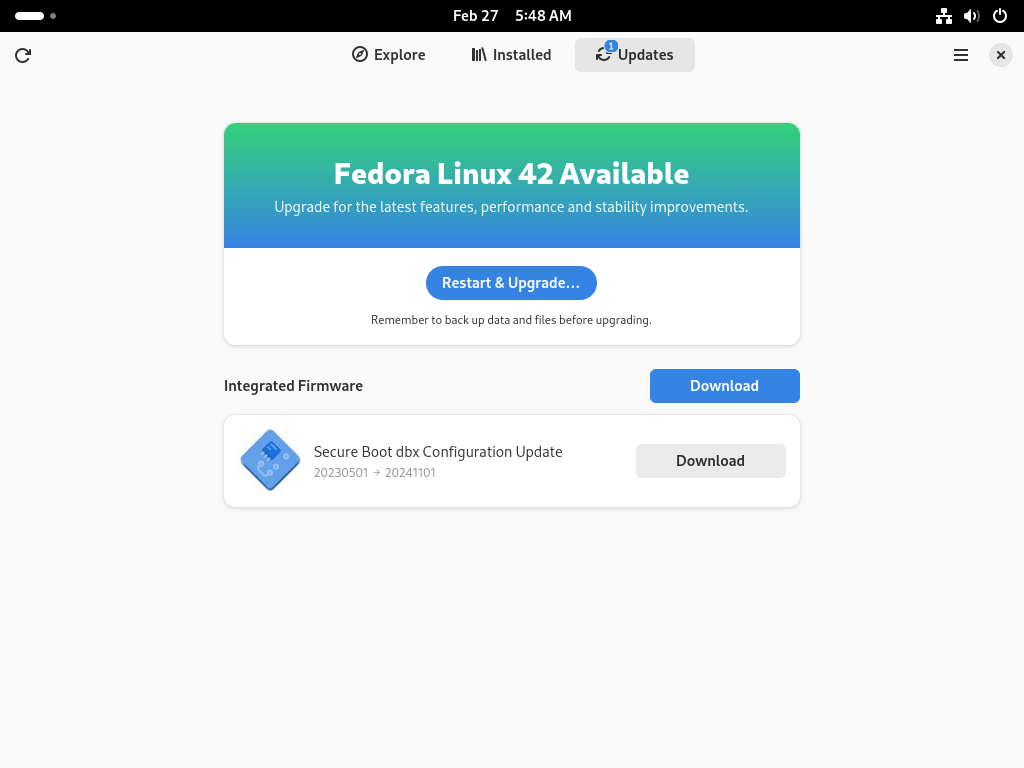 Feb 27 5:48 AM
Explore Installed 1 Updates
Fedora Linux 42 Available
Upgrade for the latest features, performance and stability improvements.
Restart & Upgrade…
Remember to back up data and files before upgrading.
Integrated Firmware Download
Secure Boot dbx Configuration Update
20230501 → 20241101
Download